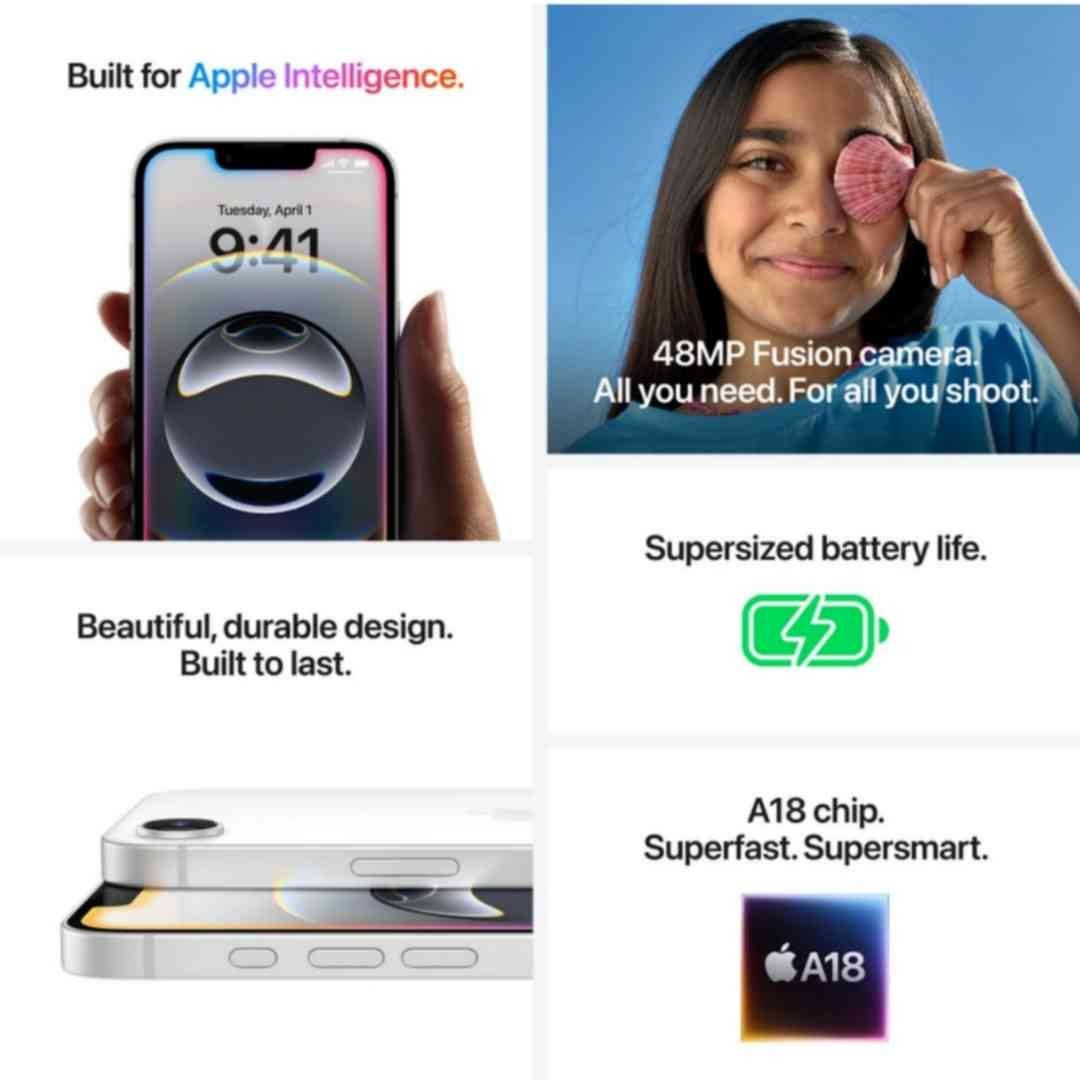 Built for Apple Intelligence.
Tuesday, April 1
9:41
48MP Fusion camera.
All you need. For all you shoot.
Supersized battery life.
Beautiful, durable design.
Built to last.
A18 chip.
Superfast. Supersmart.
A18